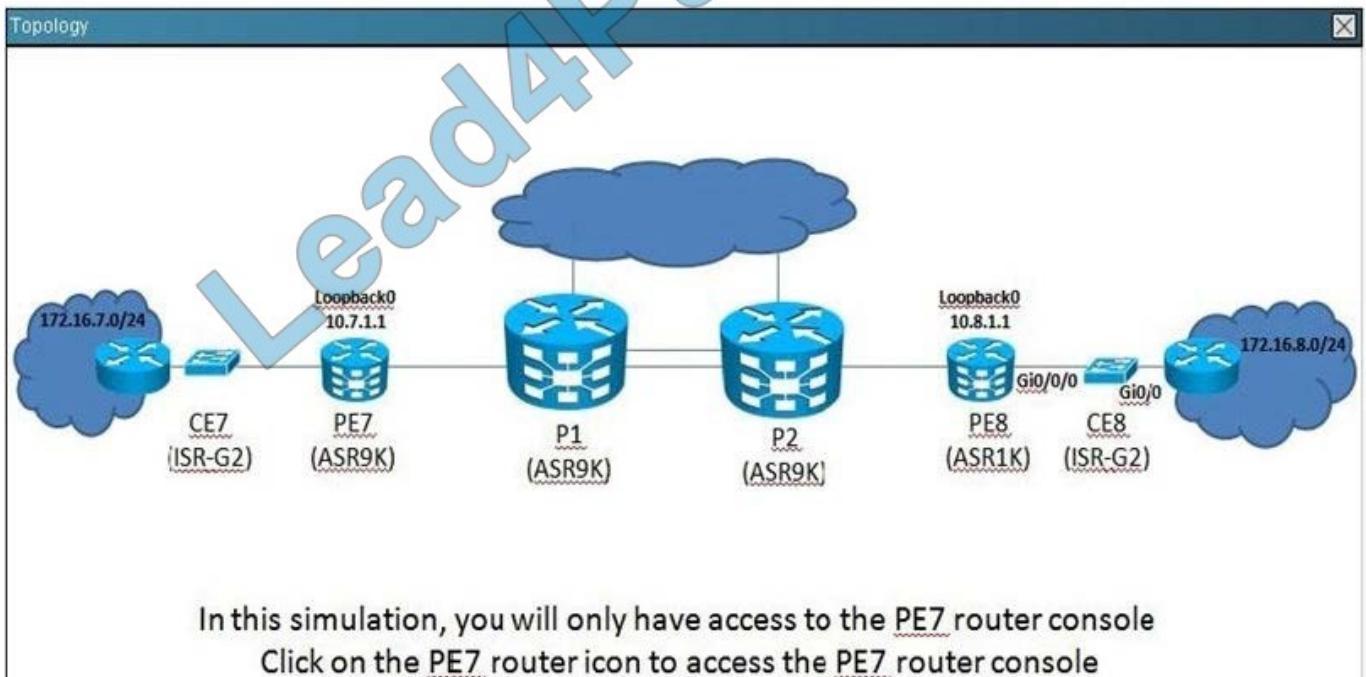 Topology
Lead4P
Loopback0
10.7.1.1
Loopback0
10.8.1.1
172.16.7.0/24
172.16.8.0/24
Gi0/0/0
Gi0/0
CE7
(ISR-G2)
PE7
(ASR9K)
P1
(ASR9K)
P2
(ASR9K)
PE8
(ASR1K)
CE8
(ISR-G2)
In this simulation, you will only have access to the PE7 router console
Click on the PE7 router icon to access the PE7 router console